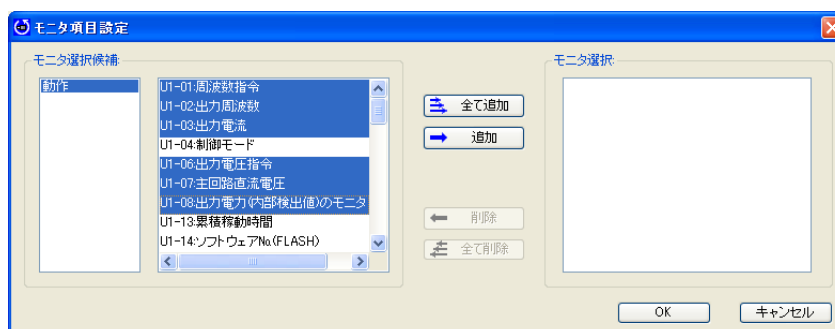 モニタ項目設定
モニタ選択候補:
動作
U1-01:周波数指令
U1-02:出力周波数
U1-03:出力電流
U1-04:制御モード
U1-06:出力電圧指令
U1-07:主回路直流電圧
U1-08:出力電力(内部検出値)のモニタ
U1-13:累積稼動時間
U1-14:ソフトウェアNo.(FLASH)
全て追加
追加
削除
全て削除
モニタ選択:
OK
キャンセル